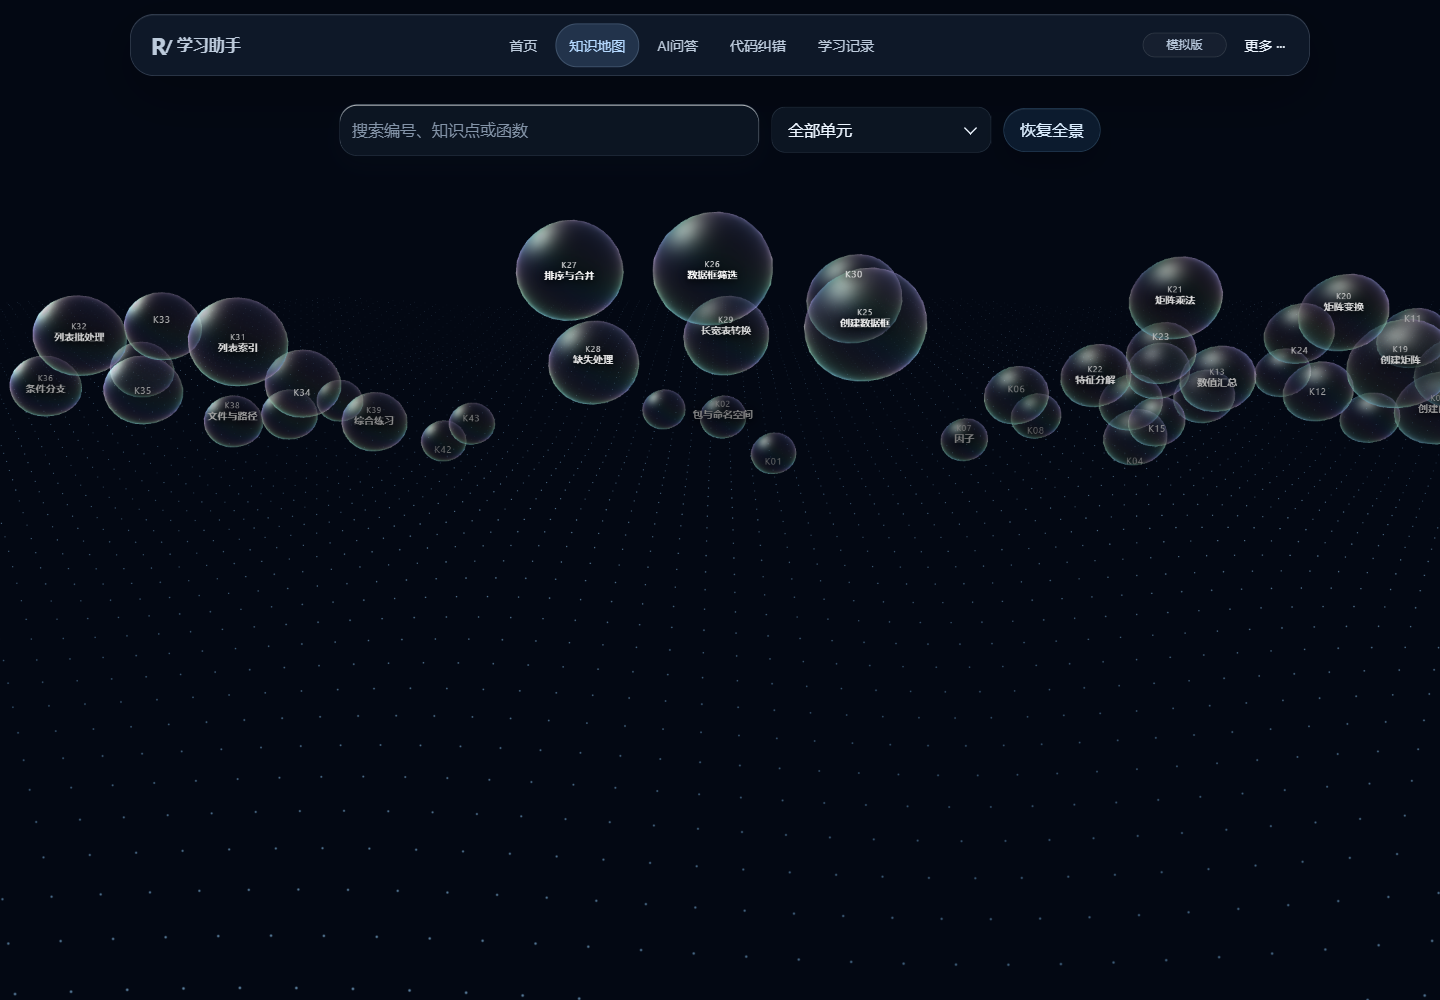 R/ 学习助手
首页
知识地图
AI问答
代码纠错
学习记录
模拟版
更多 ···
搜索编号、知识点或函数
全部单元
恢复全景
K27
排序与合并
K26
数据框筛选
K30
K25
创建数据框
K29
长宽表转换
K28
缺失处理
K21
矩阵乘法
K20
矩阵变换
K11
K19
创建矩阵
K32
列表批处理
K33
K31
列表索引
K36
条件分支
K35
K34
K38
文件与路径
K39
综合练习
K43
K42
K02
包与命名空间
K01
K07
因子
K06
K08
K22
特征分解
K23
K13
数值汇总
K24
K12
K15
K04